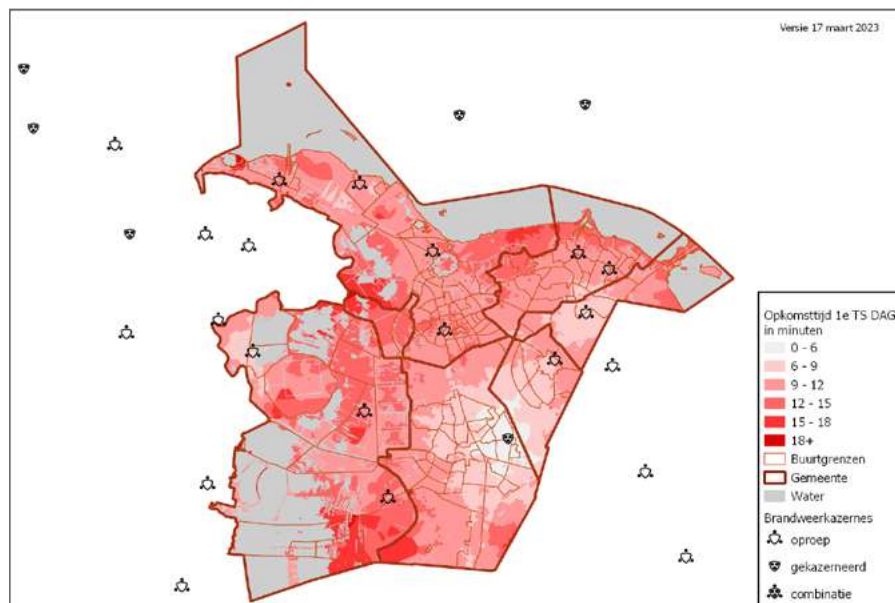 Versie 17 maart 2023
Opkomsttijd 1e TS DAG
in minuten
0 - 6
6 - 9
9 - 12
12 - 15
15 - 18
18+
Buurtgrenzen
Gemeente
Water
Brandweerkazernes
oproep
gekazerneerd
combinatie